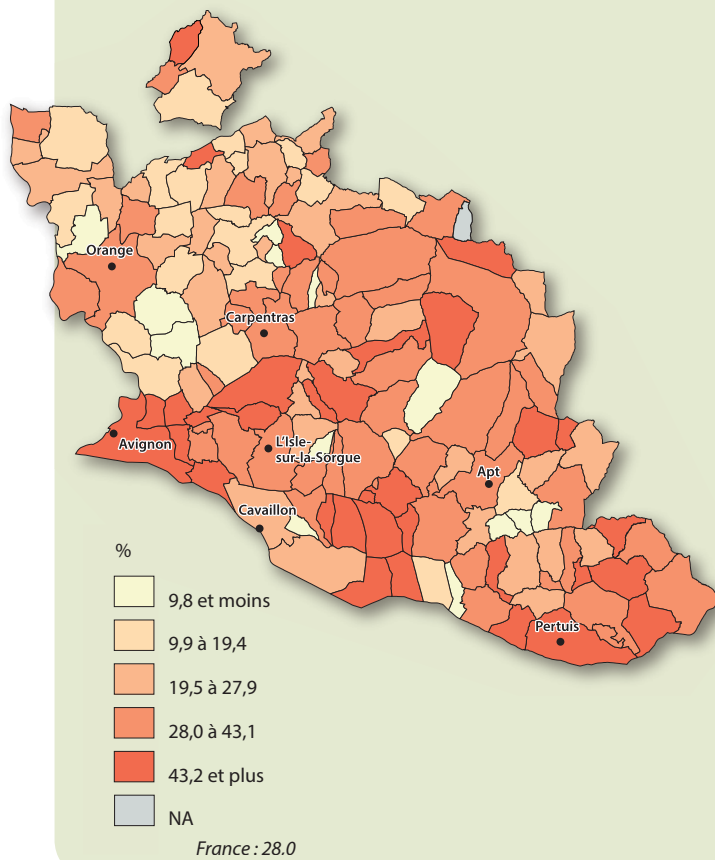 Orange
Carpentras
Avignon
L'Isle-
sur-la-Sorgue
Apt
Cavaillon
Pertuis
%
9,8 et moins
9,9 à 19,4
19,5 à 27,9
28,0 à 43,1
43,2 et plus
NA
France : 28.0